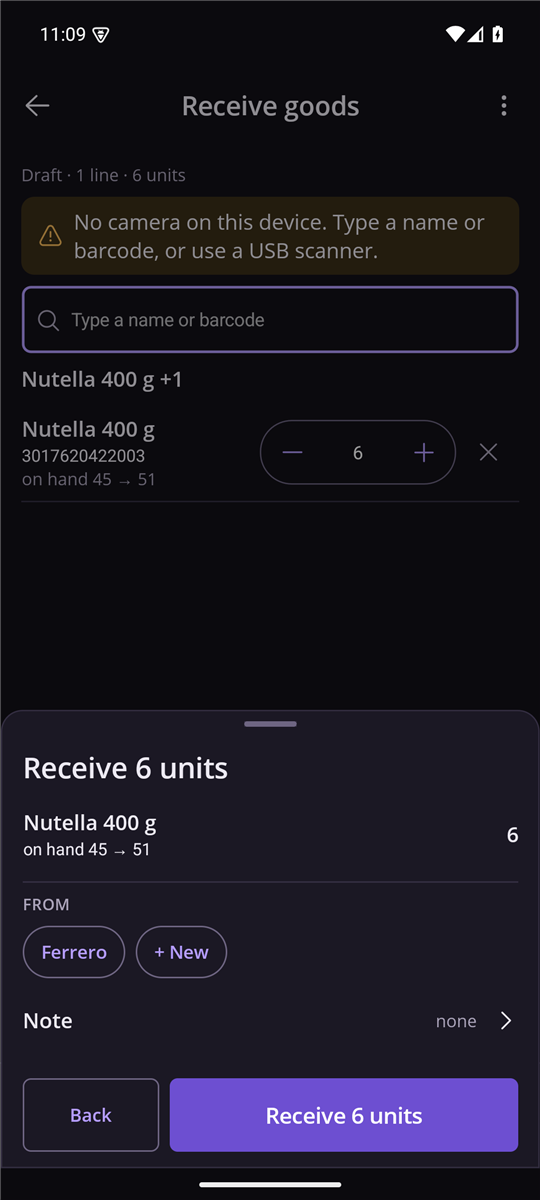 11:09
Receive goods
Draft · 1 line · 6 units
No camera on this device. Type a name or
barcode, or use a USB scanner.
Type a name or barcode
Nutella 400 g +1
Nutella 400 g
3017620422003
on hand 45 → 51
6
Receive 6 units
Nutella 400 g
on hand 45 → 51
6
FROM
Ferrero
+ New
Note
none
Back
Receive 6 units